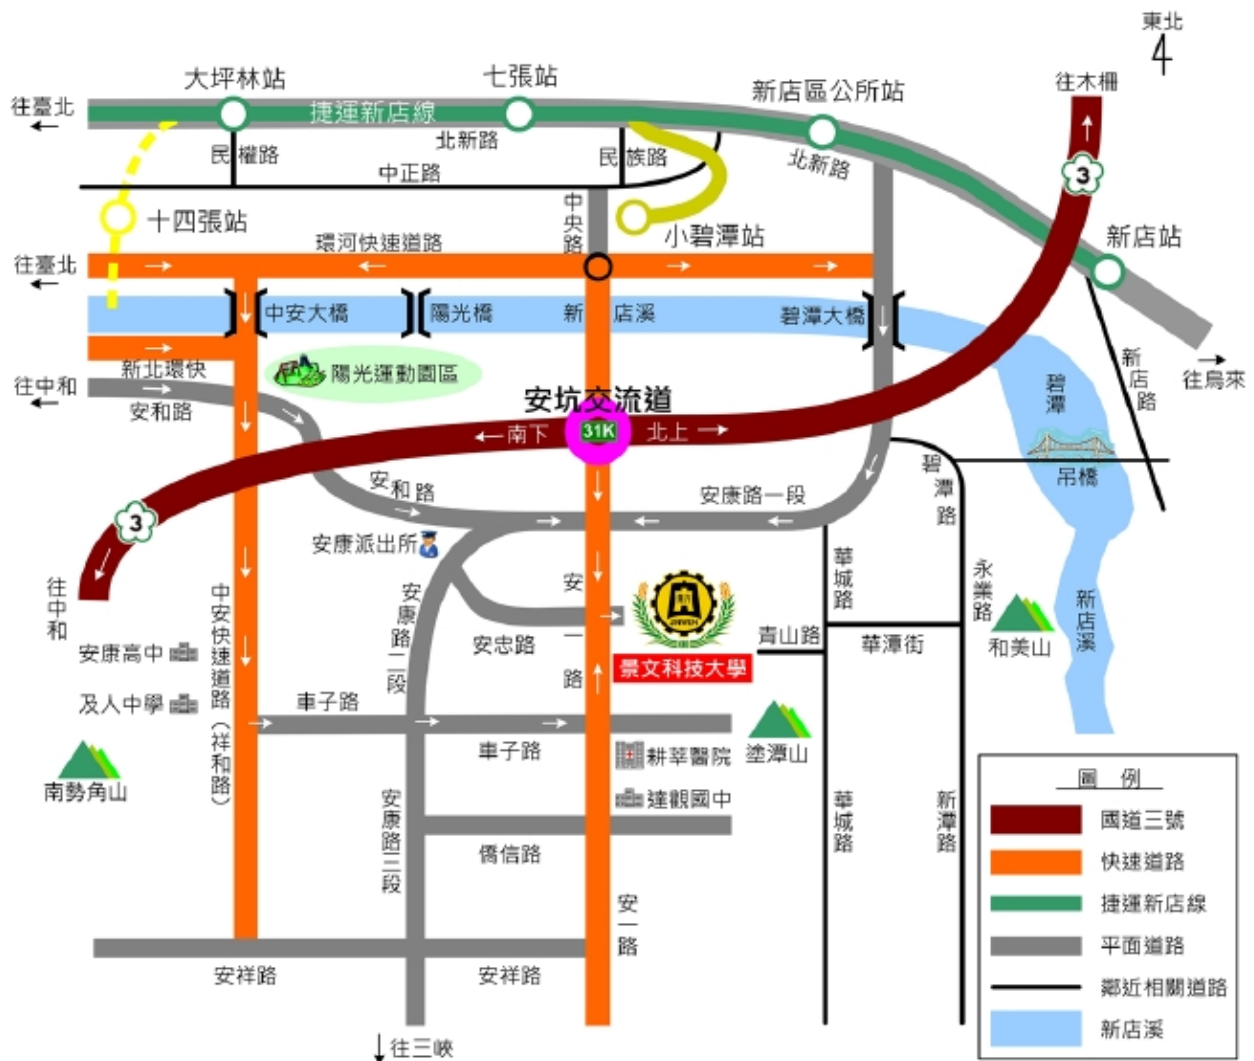 東北
往木柵
大坪林站
七張站
新店區公所站
往臺北
捷運新店線
北新路
民權路
民族路
北新路
中正路
3
十四張站
中央路
小碧潭站
新店站
環河快速道路
往臺北
中安大橋
陽光橋
新店溪
碧潭大橋
新北環快
陽光運動園區
往中和
安和路
新店路
往烏來
碧潭
安坑交流道
南下
31K
北上
吊橋
碧潭路
安和路
安康路一段
3
安康派出所
往中和
中安快速道路(祥和路)
安康路二段
安一路
JINWEN
華城路
永業路
新店溪
安康高中
安忠路
青山路
華潭街
和美山
景文科技大學
及人中學
車子路
車子路
耕莘醫院
塗潭山
南勢角山
達觀國中
安康路三段
華城路
新潭路
僑信路
安一路
安祥路
安祥路
往三峽
圖 例
國道三號
快速道路
捷運新店線
平面道路
鄰近相關道路
新店溪